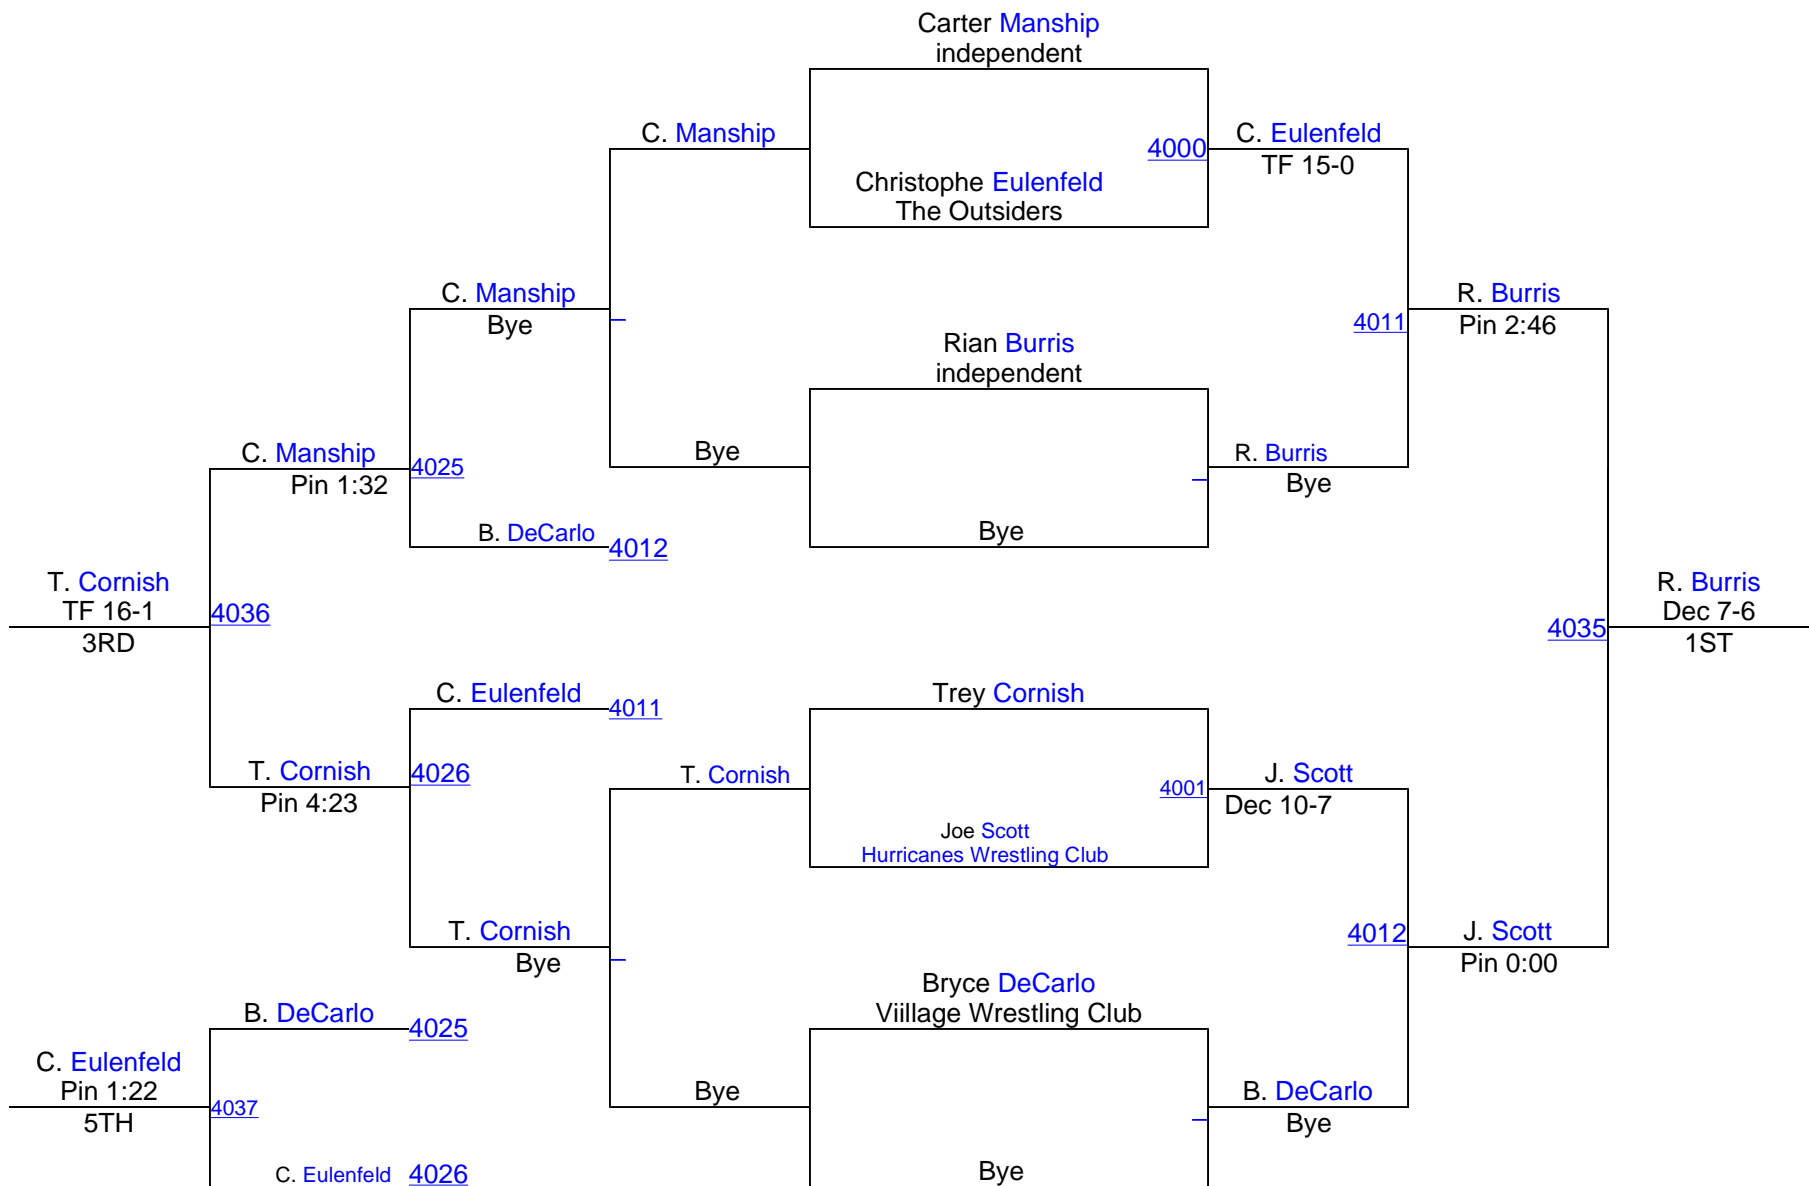 Carter Manship
independent
C. Manship
4000
C. Eulenfeld
TF 15-0
Christophe Eulenfeld
The Outsiders
C. Manship
Bye
R. Burris
Pin 2:46
4011
Rian Burris
independent
C. Manship
Pin 1:32
4025
Bye
R. Burris
Bye
B. DeCarlo
4012
Bye
T. Cornish
TF 16-1
3RD
4036
4035
R. Burris
Dec 7-6
1ST
C. Eulenfeld
4011
Trey Cornish
T. Cornish
Pin 4:23
4026
T. Cornish
4001
J. Scott
Dec 10-7
Joe Scott
Hurricanes Wrestling Club
T. Cornish
Bye
4012
J. Scott
Pin 0:00
Bryce DeCarlo
Viillage Wrestling Club
B. DeCarlo
4025
C. Eulenfeld
Pin 1:22
5TH
4037
Bye
B. DeCarlo
Bye
C. Eulenfeld
4026
Bye